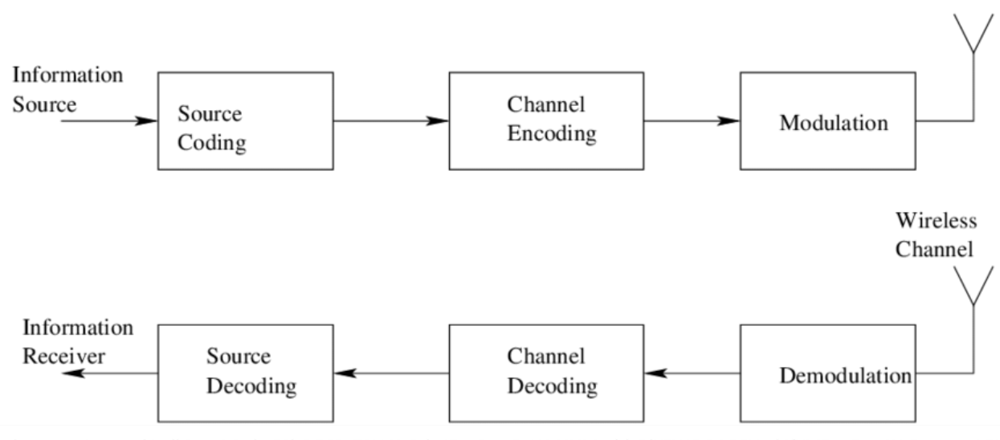 Information
Source
Source
Coding
Channel
Encoding
Modulation
Wireless
Channel
Information
Receiver
Source
Decoding
Channel
Decoding
Demodulation